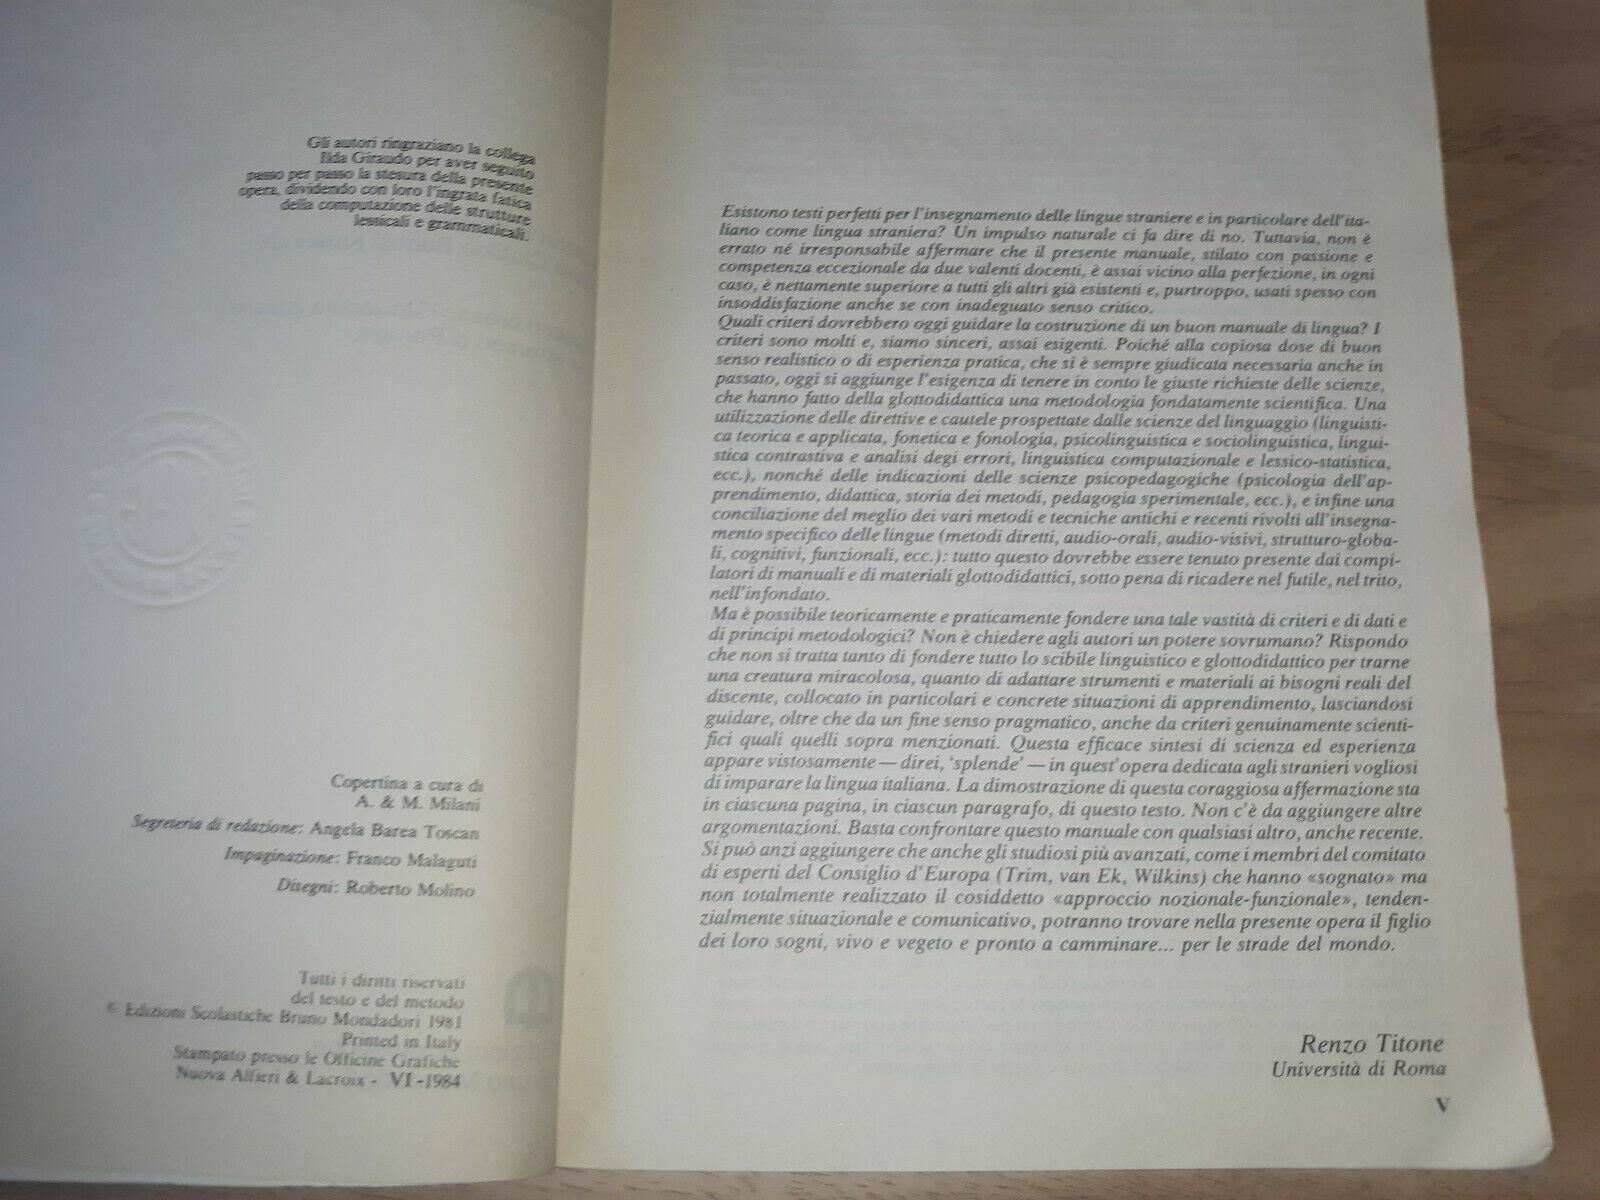 Gli autori ringraziano la collega
Ilda Giraudo per aver seguito
passo per passo la stesura della presente
opera, dividendo con loro l'ingrata fatica
della computazione delle strutture
lessicali e grammaticali.
Copertina a cura di
A. & M. Milani
Segreteria di redazione: Angela Barea Toscan
Impaginazione: Franco Malaguti
Disegni: Roberto Molino
Tutti i diritti riservati
del testo e del metodo
© Edizioni Scolastiche Bruno Mondadori 1981
Printed in Italy
Stampato presso le Officine Grafiche
Nuova Alfieri & Lacroix - VI - 1984
Esistono testi perfetti per l'insegnamento delle lingue straniere e in particolare dell'ita-
liano come lingua straniera? Un impulso naturale ci fa dire di no. Tuttavia, non è
errato né irresponsabile affermare che il presente manuale, stilato con passione e
competenza eccezionale da due valenti docenti, è assai vicino alla perfezione, in ogni
caso, è nettamente superiore a tutti gli altri già esistenti e, purtroppo, usati spesso con
insoddisfazione anche se con inadeguato senso critico.
Quali criteri dovrebbero oggi guidare la costruzione di un buon manuale di lingua? I
criteri sono molti e, siamo sinceri, assai esigenti. Poiché alla copiosa dose di buon
senso realistico o di esperienza pratica, che si è sempre giudicata necessaria anche in
passato, oggi si aggiunge l'esigenza di tenere in conto le giuste richieste delle scienze,
che hanno fatto della glottodidattica una metodologia fondatamente scientifica. Una
utilizzazione delle direttive e cautele prospettate dalle scienze del linguaggio (linguisti-
ca teorica e applicata, fonetica e fonologia, psicolinguistica e sociolinguistica, lingui-
stica contrastiva e analisi degi errori, linguistica computazionale e lessico-statistica,
ecc.), nonché delle indicazioni delle scienze psicopedagogiche (psicologia dell'ap-
prendimento, didattica, storia dei metodi, pedagogia sperimentale, ecc.), e infine una
conciliazione del meglio dei vari metodi e tecniche antichi e recenti rivolti all'insegna-
mento specifico delle lingue (metodi diretti, audio-orali, audio-visivi, strutturo-globa-
li, cognitivi, funzionali, ecc.): tutto questo dovrebbe essere tenuto presente dai compi-
latori di manuali e di materiali glottodidattici, sotto pena di ricadere nel futile, nel trito,
nell'infondato.
Ma è possibile teoricamente e praticamente fondere una tale vastità di criteri e di dati e
di principi metodologici? Non è chiedere agli autori un potere sovrumano? Rispondo
che non si tratta tanto di fondere tutto lo scibile linguistico e glottodidattico per trarne
una creatura miracolosa, quanto di adattare strumenti e materiali ai bisogni reali del
discente, collocato in particolari e concrete situazioni di apprendimento, lasciandosi
guidare, oltre che da un fine senso pragmatico, anche da criteri genuinamente scienti-
fici quali quelli sopra menzionati. Questa efficace sintesi di scienza ed esperienza
appare vistosamente — direi, 'splende' — in quest'opera dedicata agli stranieri vogliosi
di imparare la lingua italiana. La dimostrazione di questa coraggiosa affermazione sta
in ciascuna pagina, in ciascun paragrafo, di questo testo. Non c'è da aggiungere altre
argomentazioni. Basta confrontare questo manuale con qualsiasi altro, anche recente.
Si può anzi aggiungere che anche gli studiosi più avanzati, come i membri del comitato
di esperti del Consiglio d'Europa (Trim, van Ek, Wilkins) che hanno «sognato» ma
non totalmente realizzato il cosiddetto «approccio nozionale-funzionale», tenden-
zialmente situazionale e comunicativo, potranno trovare nella presente opera il figlio
dei loro sogni, vivo e vegeto e pronto a camminare... per le strade del mondo.
Renzo Titone
Università di Roma
V